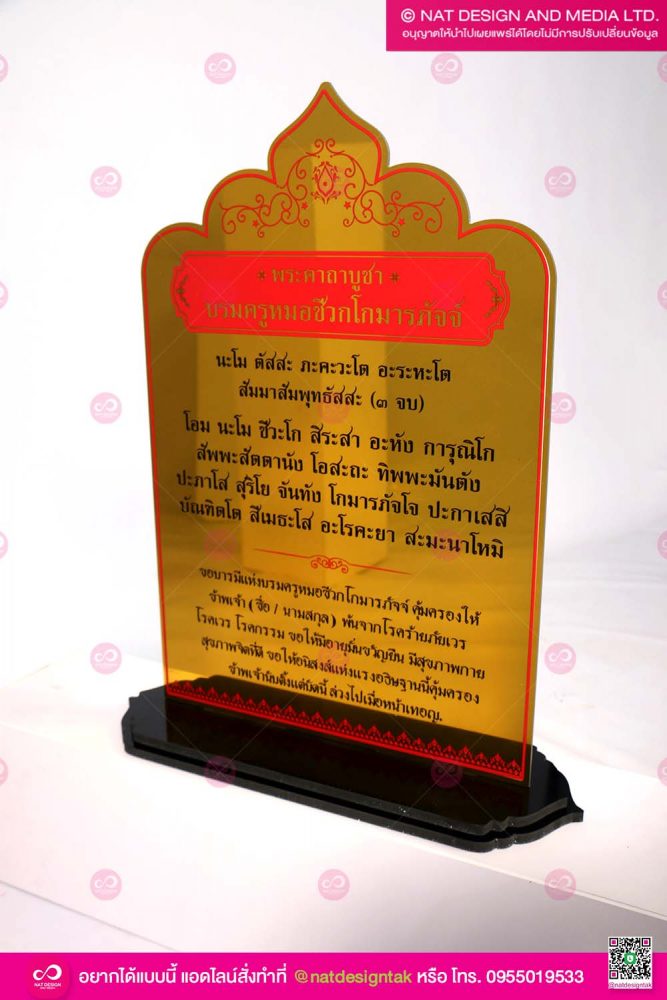 © NAT DESIGN AND MEDIA LTD.
อนุญาตให้นำไปเผยแพร่ได้โดยไม่มีการปรับเปลี่ยนข้อมูล
พระคาถาบูชา
บรมครูหมอชีวกโกมารภัจจ์
นะโม ตัสสะ ภะคะวะโต อะระหะโต
สัมมาสัมพุทธัสสะ (๓ จบ)
โอม นะโม ชีวะโก สิระสา อะหัง การุณิโก
สัพพะสัตตานัง โอสะถะ ทิพพะมันตัง
ปะภาโส สุริโย จันทัง โกมารภัจโจ ปะกาเสสิ
บัณฑิตโต สีเมธะโส อะโรคะยา สะมะนาโหมิ
ขอบารมีแห่งบรมครูหมอชีวกโกมารภัจจ์ คุ้มครองให้
ข้าพเจ้า (ชื่อ / นามสกุล) พ้นจากโรคร้ายภัยเวร
โรคเวร โรคกรรม ขอให้มีอายุมั่นขวัญยืน มีสุขภาพกาย
สุขภาพจิตที่ดี ขอให้อนิสงส์แห่งแรงอธิษฐานนี้คุ้มครอง
ข้าพเจ้านับตั้งแต่บัดนี้ ล่วงไปเมื่อหน้าเทอญ.
NAT DESIGN
อยากได้แบบนี้ แอดไลน์สั่งทำที่ @natdesigntak หรือ โทร. 0955019533
@natdesigntak